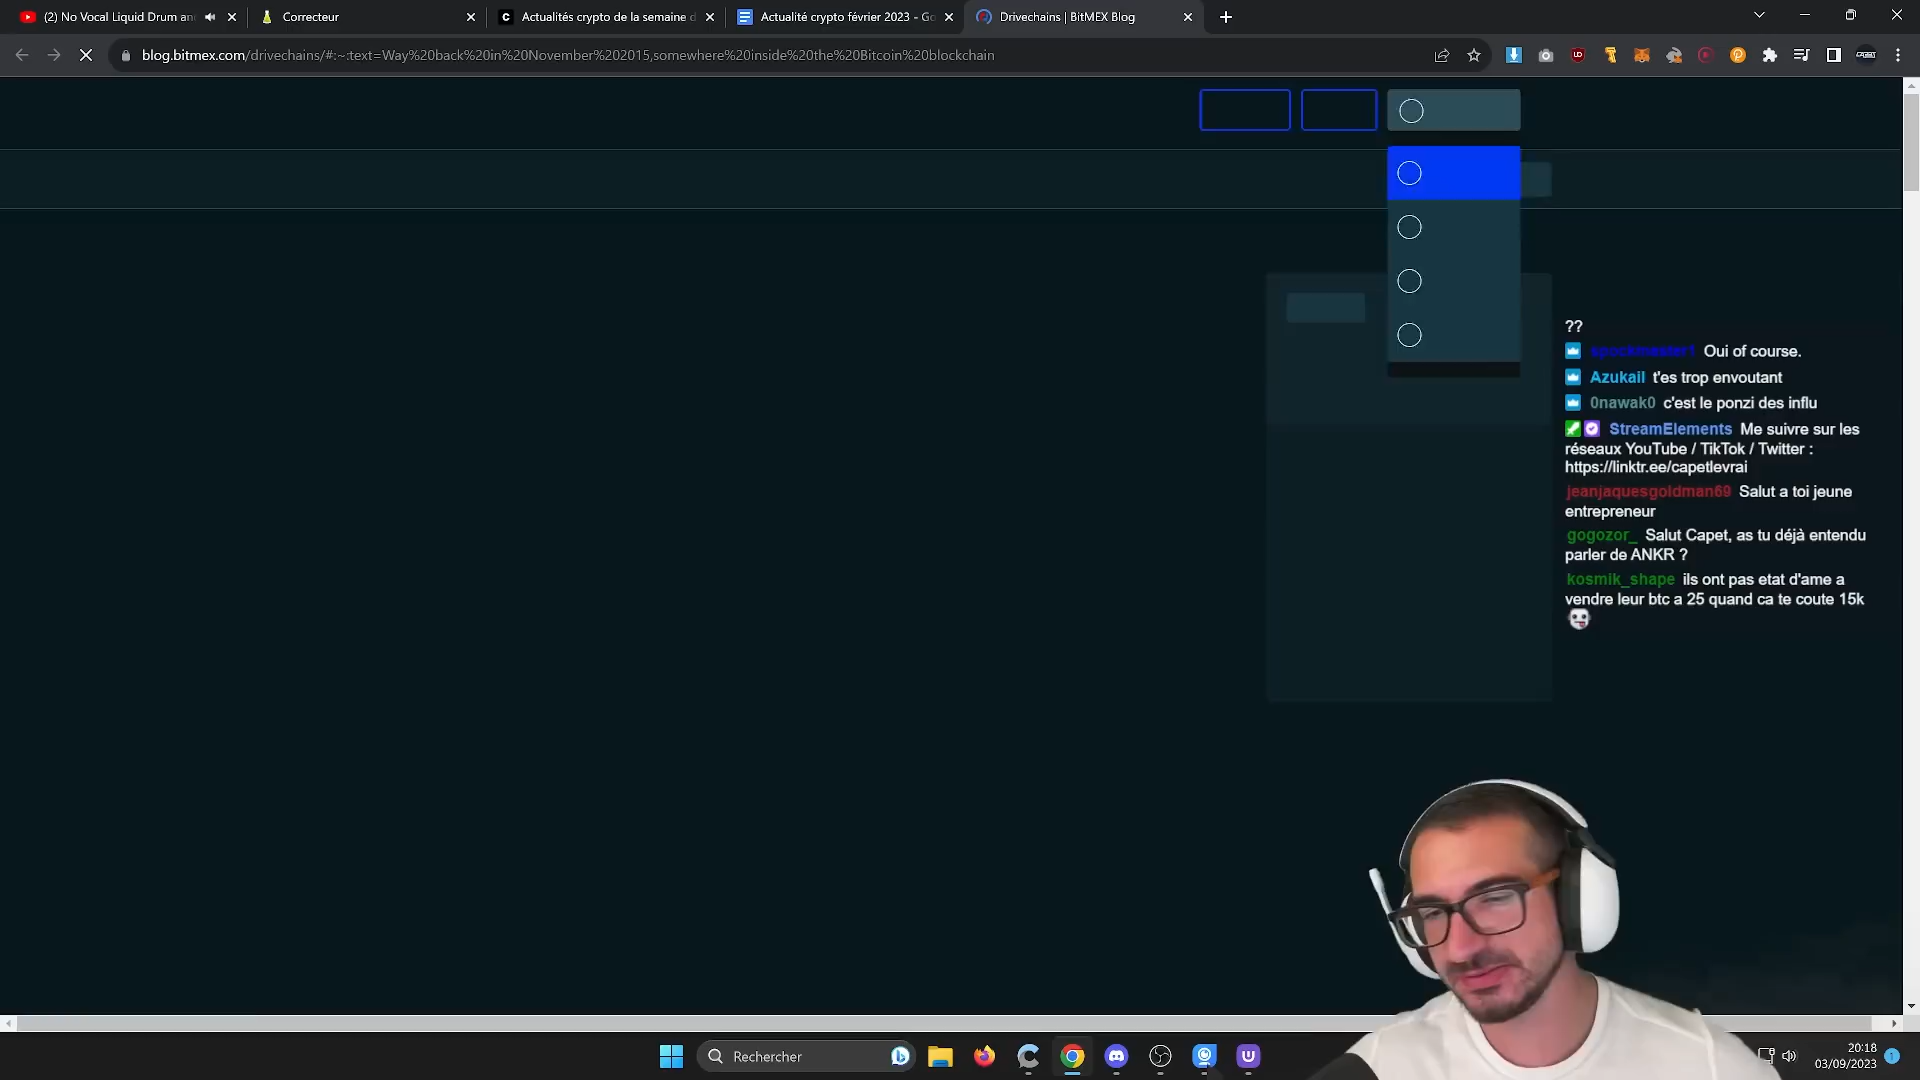 (2) No Vocal Liquid Drum an
Correcteur
Actualités crypto de la semaine d
Actualité crypto février 2023 - Go
Drivechains | BitMEX Blog
blog.bitmex.com/drivechains/#:~:text=Way%20back%20in%20November%202015,somewhere%20inside%20the%20Bitcoin%20blockchain
??
spockmaster1 Oui of course.
Azukail t'es trop envoutant
0nawak0 c'est le ponzi des influ
StreamElements Me suivre sur les
réseaux YouTube / TikTok / Twitter :
https://linktr.ee/capetlevrai
jeanjaquesgoldman69 Salut a toi jeune
entrepreneur
gogozor_ Salut Capet, as tu déjà entendu
parler de ANKR ?
kosmik_shape ils ont pas etat d'ame a
vendre leur btc a 25 quand ca te coute 15k
Rechercher
20:18
03/09/2023
1